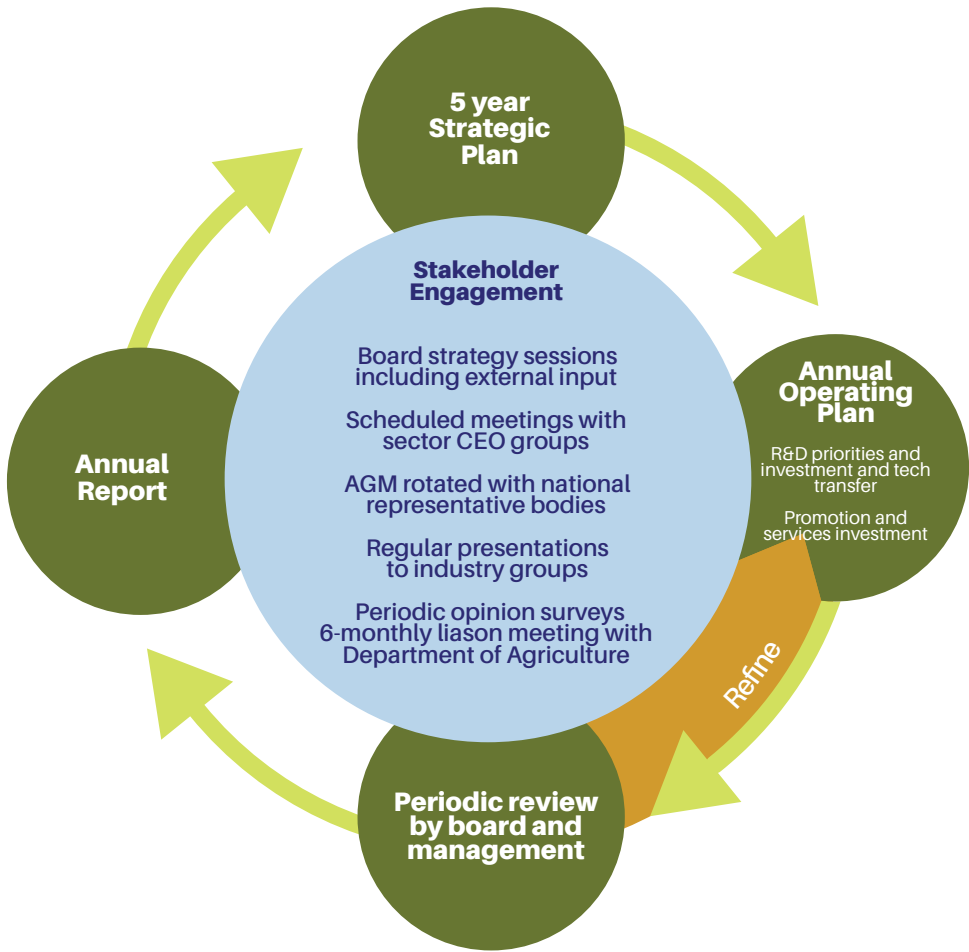 5 year
Strategic
Plan
Stakeholder
Engagement
Board strategy sessions
including external input
Scheduled meetings with
sector CEO groups
AGM rotated with national
representative bodies
Regular presentations
to industry groups
Periodic opinion surveys
6-monthly liason meeting with
Department of Agriculture
Annual
Operating
Plan
R&D priorities and
investment and tech
transfer
Promotion and
services investment
Refine
Periodic review
by board and
management
Annual
Report